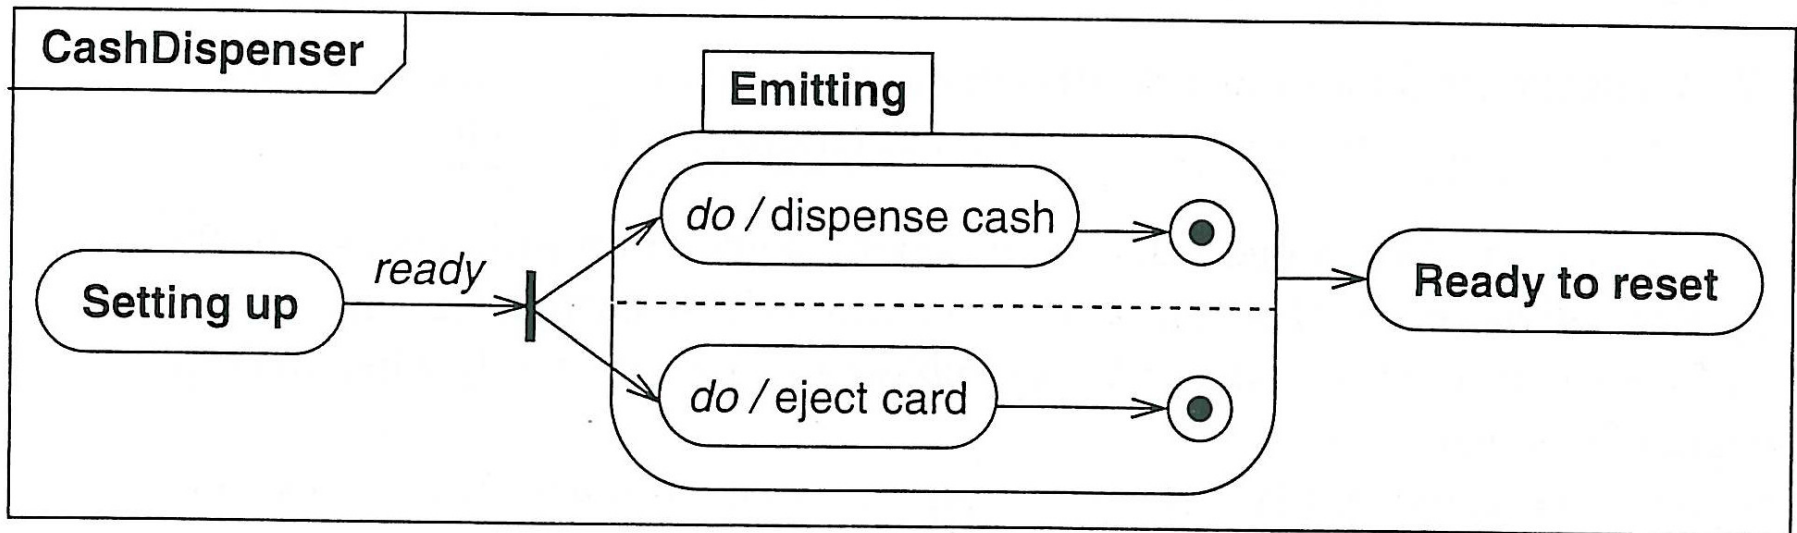 CashDispenser
Emitting
do / dispense cash
ready
Setting up
Ready to reset
do / eject card